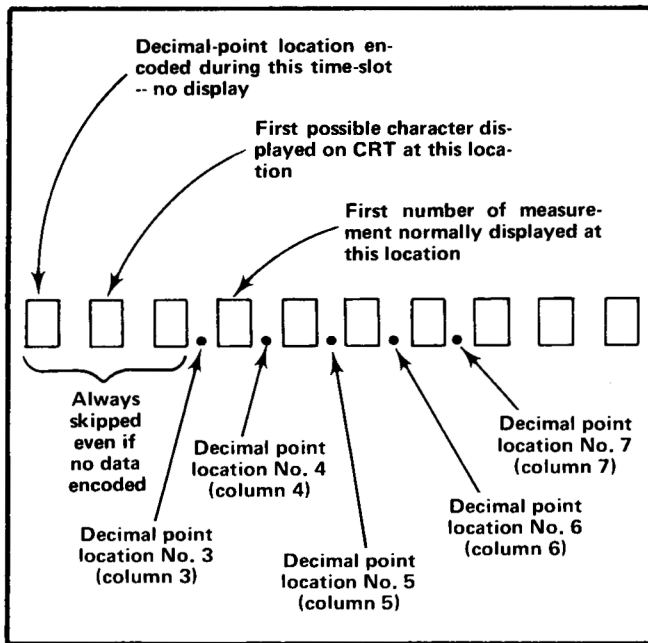 Decimal-point location en-
coded during this time-slot
-- no display
First possible character dis-
played on CRT at this loca-
tion
First number of measure-
ment normally displayed at
this location
Always
skipped
even if
no data
encoded
Decimal point
location No. 3
(column 3)
Decimal point
location No. 4
(column 4)
Decimal point
location No. 5
(column 5)
Decimal point
location No. 6
(column 6)
Decimal point
location No. 7
(column 7)